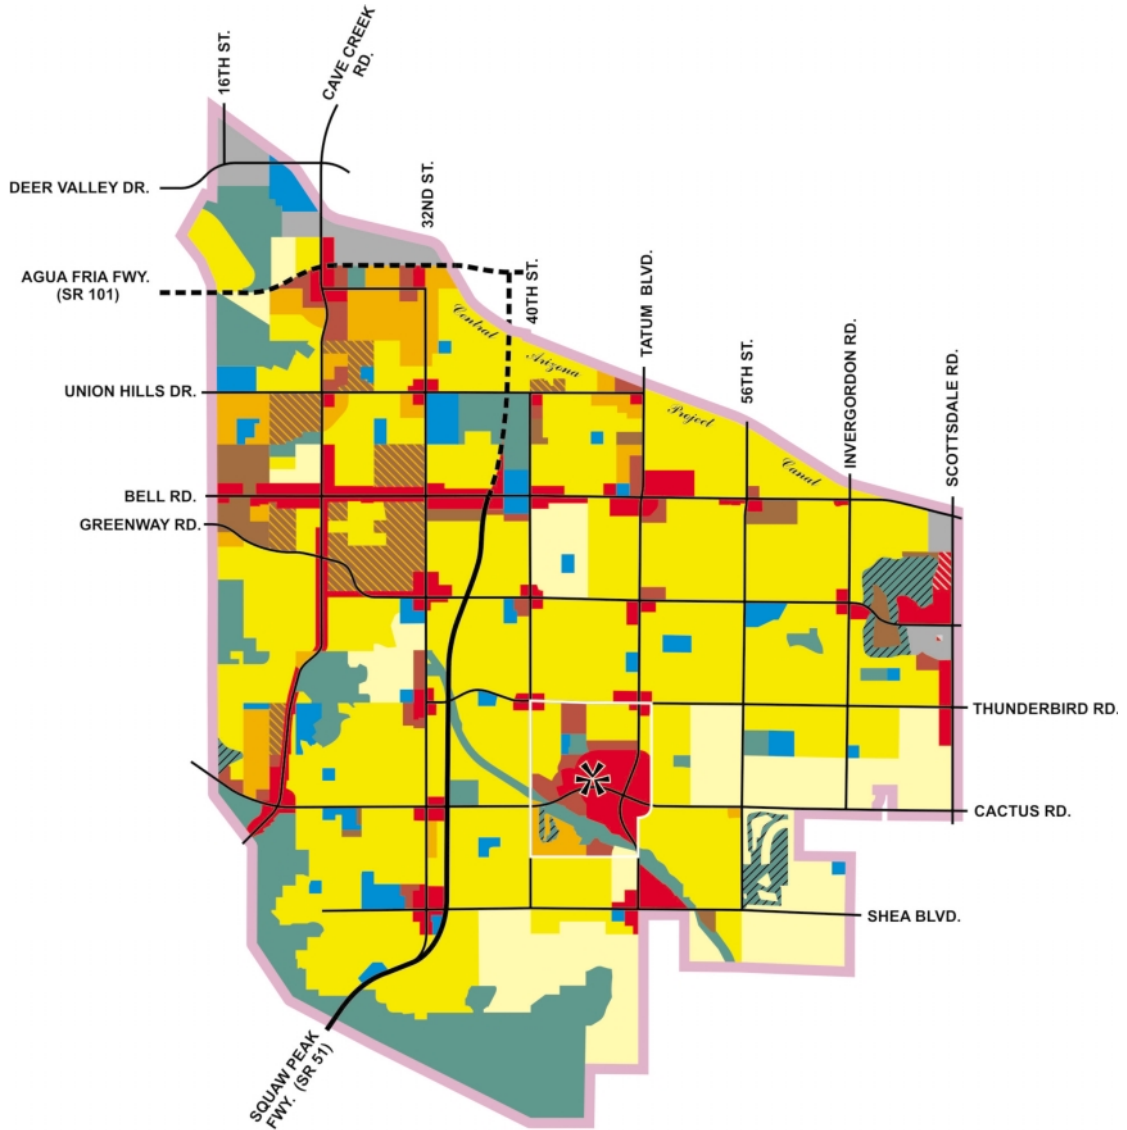 16TH ST.
CAVE CREEK
RD.
DEER VALLEY DR.
32ND ST.
AGUA FRIA FWY.
(SR 101)
40TH ST.
TATUM BLVD.
Central
Arizona
Project
Canal
56TH ST.
INVERGORDON RD.
SCOTTSDALE RD.
UNION HILLS DR.
BELL RD.
GREENWAY RD.
THUNDERBIRD RD.
CACTUS RD.
SHEA BLVD.
SQUAW PEAK
FWY. (SR 51)